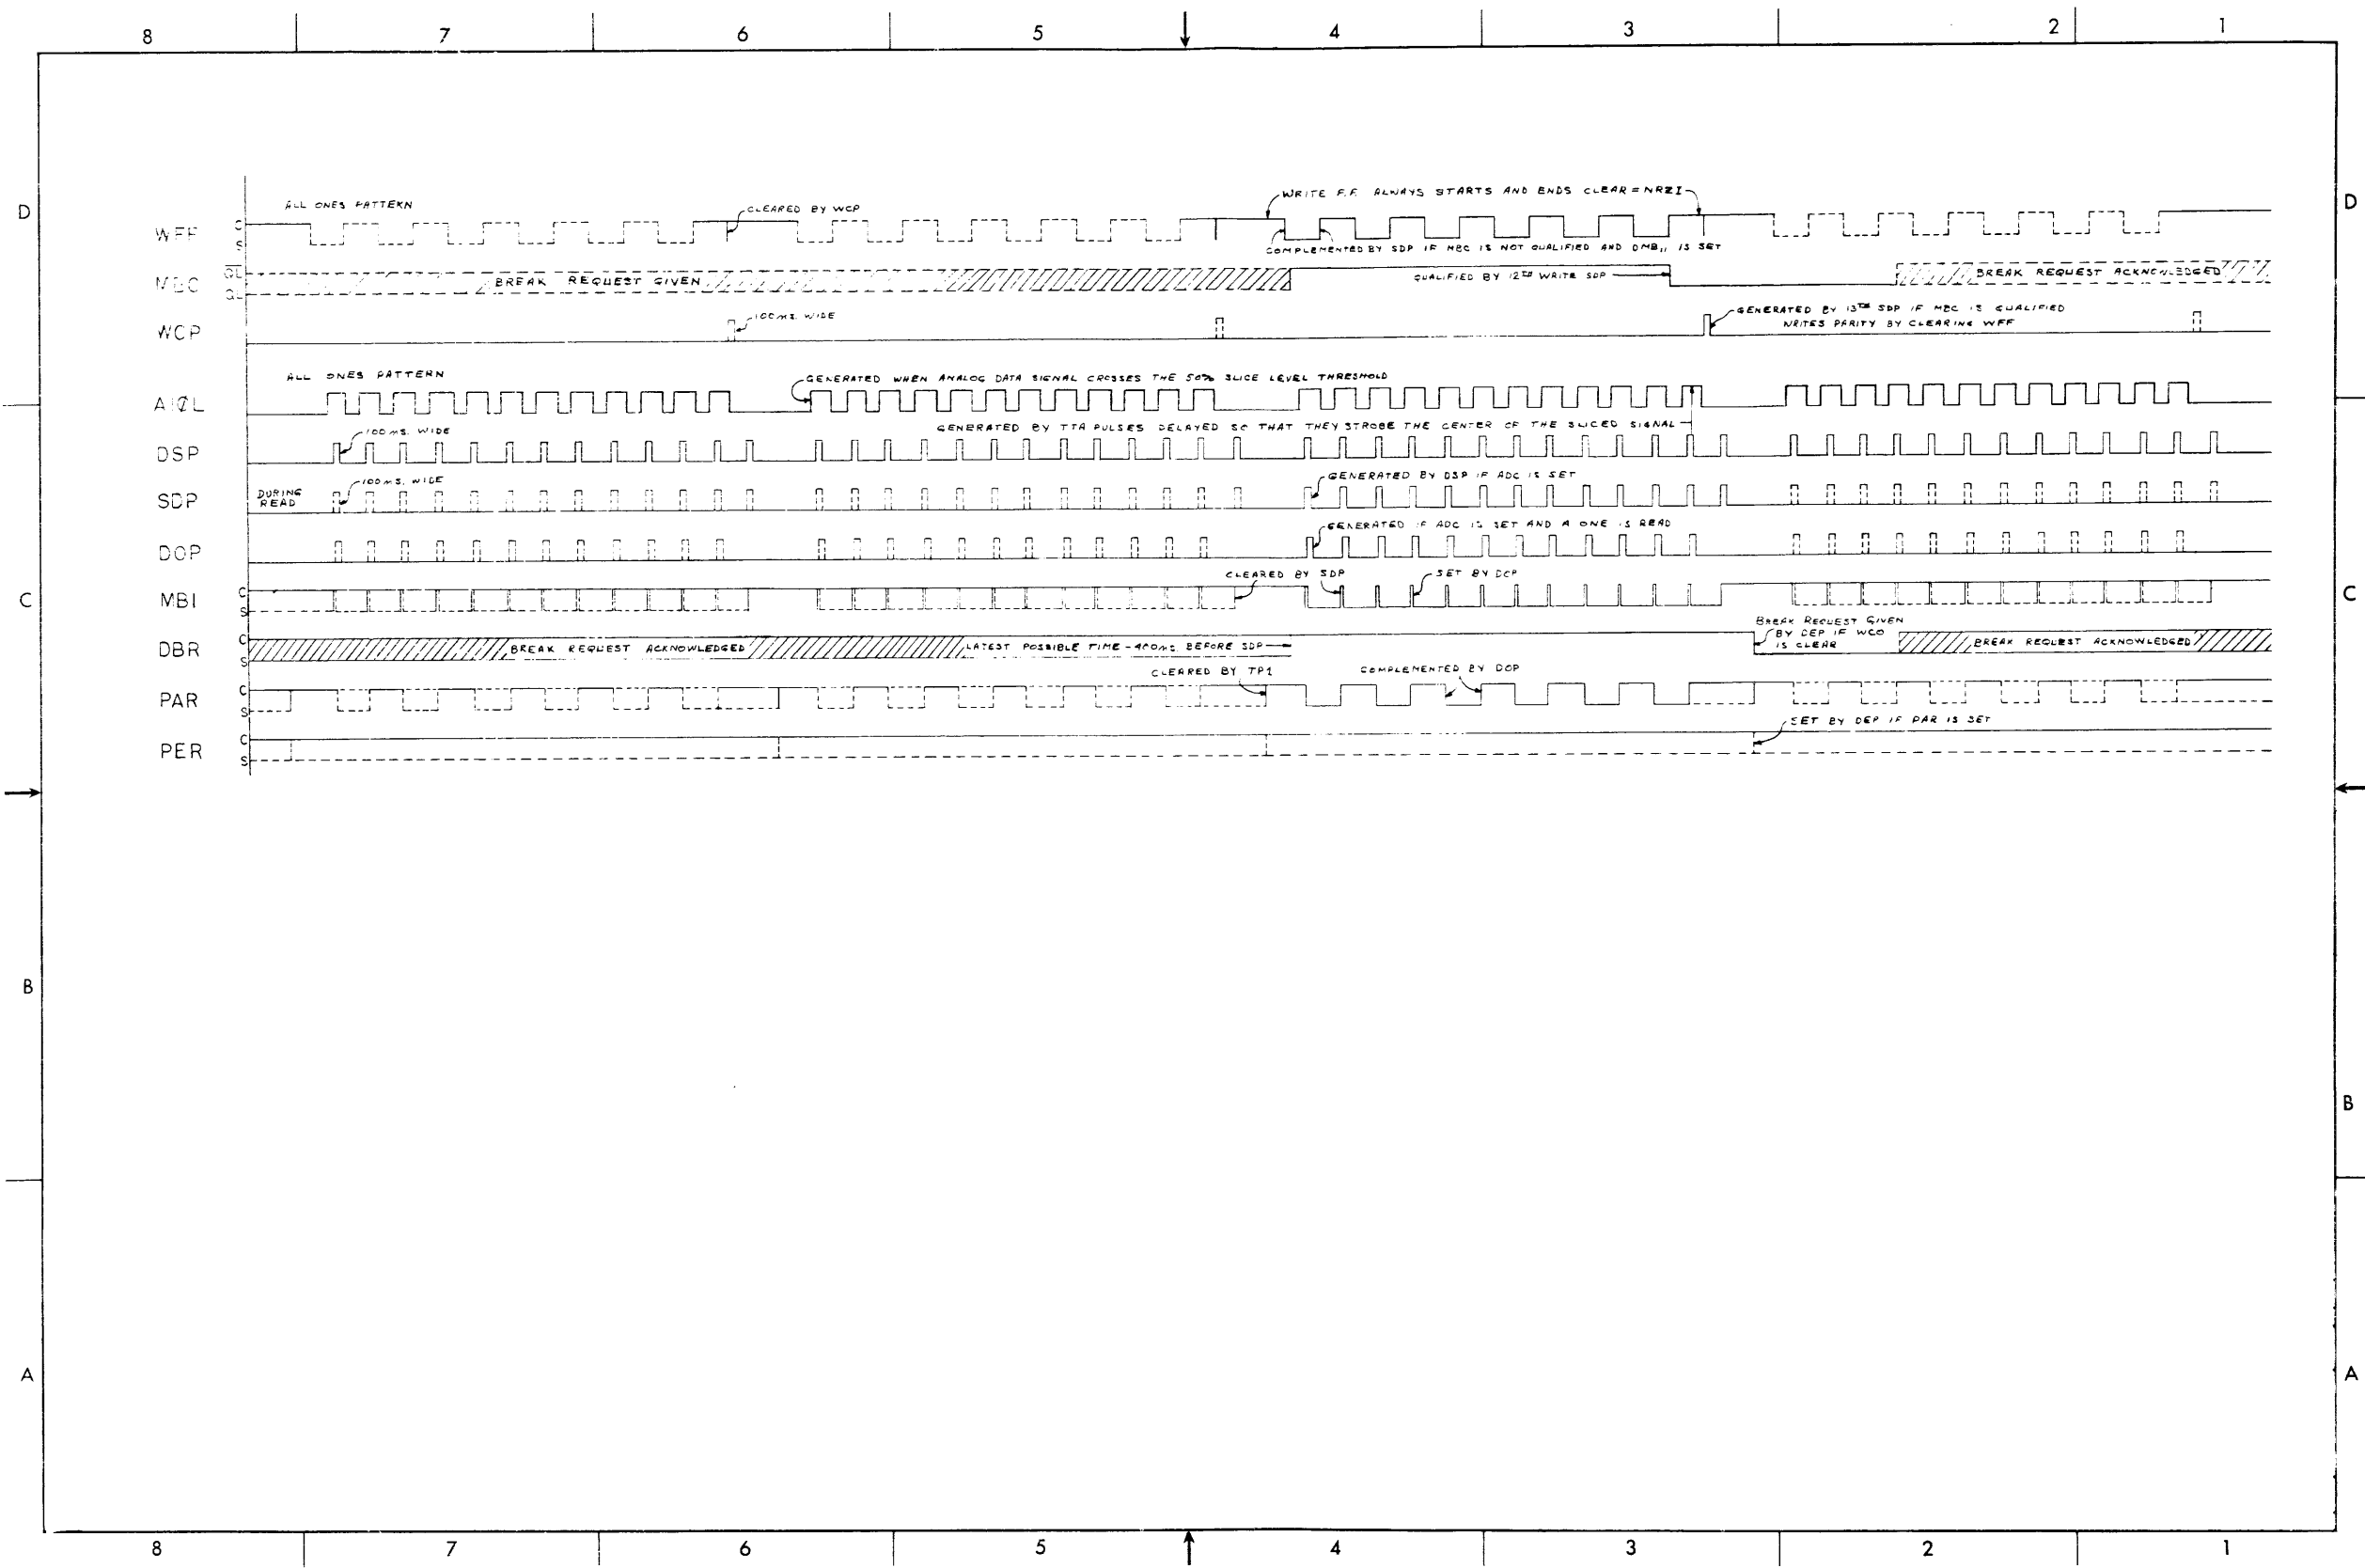 8 7 6 5 4 3 2 1
D D
WRITE F.F. ALWAYS STARTS AND ENDS CLEAR = NRZI
ALL ONES PATTERN
CLEARED BY WCP
WFF C
S
COMPLEMENTED BY SDP IF MBC IS NOT QUALIFIED AND DMB11 IS SET
MBC QL
QL
BREAK REQUEST GIVEN
QUALIFIED BY 12TH WRITE SDP
BREAK REQUEST ACKNOWLEDGED
WCP
100 NS. WIDE
GENERATED BY 13TH SDP IF MBC IS QUALIFIED
WRITES PARITY BY CLEARING WFF
ALL ONES PATTERN
GENERATED WHEN ANALOG DATA SIGNAL CROSSES THE 50% SLICE LEVEL THRESHOLD
100 NS. WIDE
GENERATED BY TTA PULSES DELAYED SO THAT THEY STROBE THE CENTER OF THE SLICED SIGNAL
DSP
100 NS. WIDE
GENERATED BY DSP IF ADC IS SET
SDP DURING
READ
GENERATED IF ADC IS SET AND A ONE IS READ
DOP
CLEARED BY SDP
SET BY DOP
C MBI C C
S
BREAK REQUEST GIVEN
BY DEP IF WCO
IS CLEAR
DBR C
S
BREAK REQUEST ACKNOWLEDGED
LATEST POSSIBLE TIME - 400NS. BEFORE SDP
BREAK REQUEST ACKNOWLEDGED
CLEARED BY TP1
COMPLEMENTED BY DOP
PAR C
S
SET BY DEP IF PAR IS SET
PER C
S
B B
A A
8 7 6 5 4 3 2 1